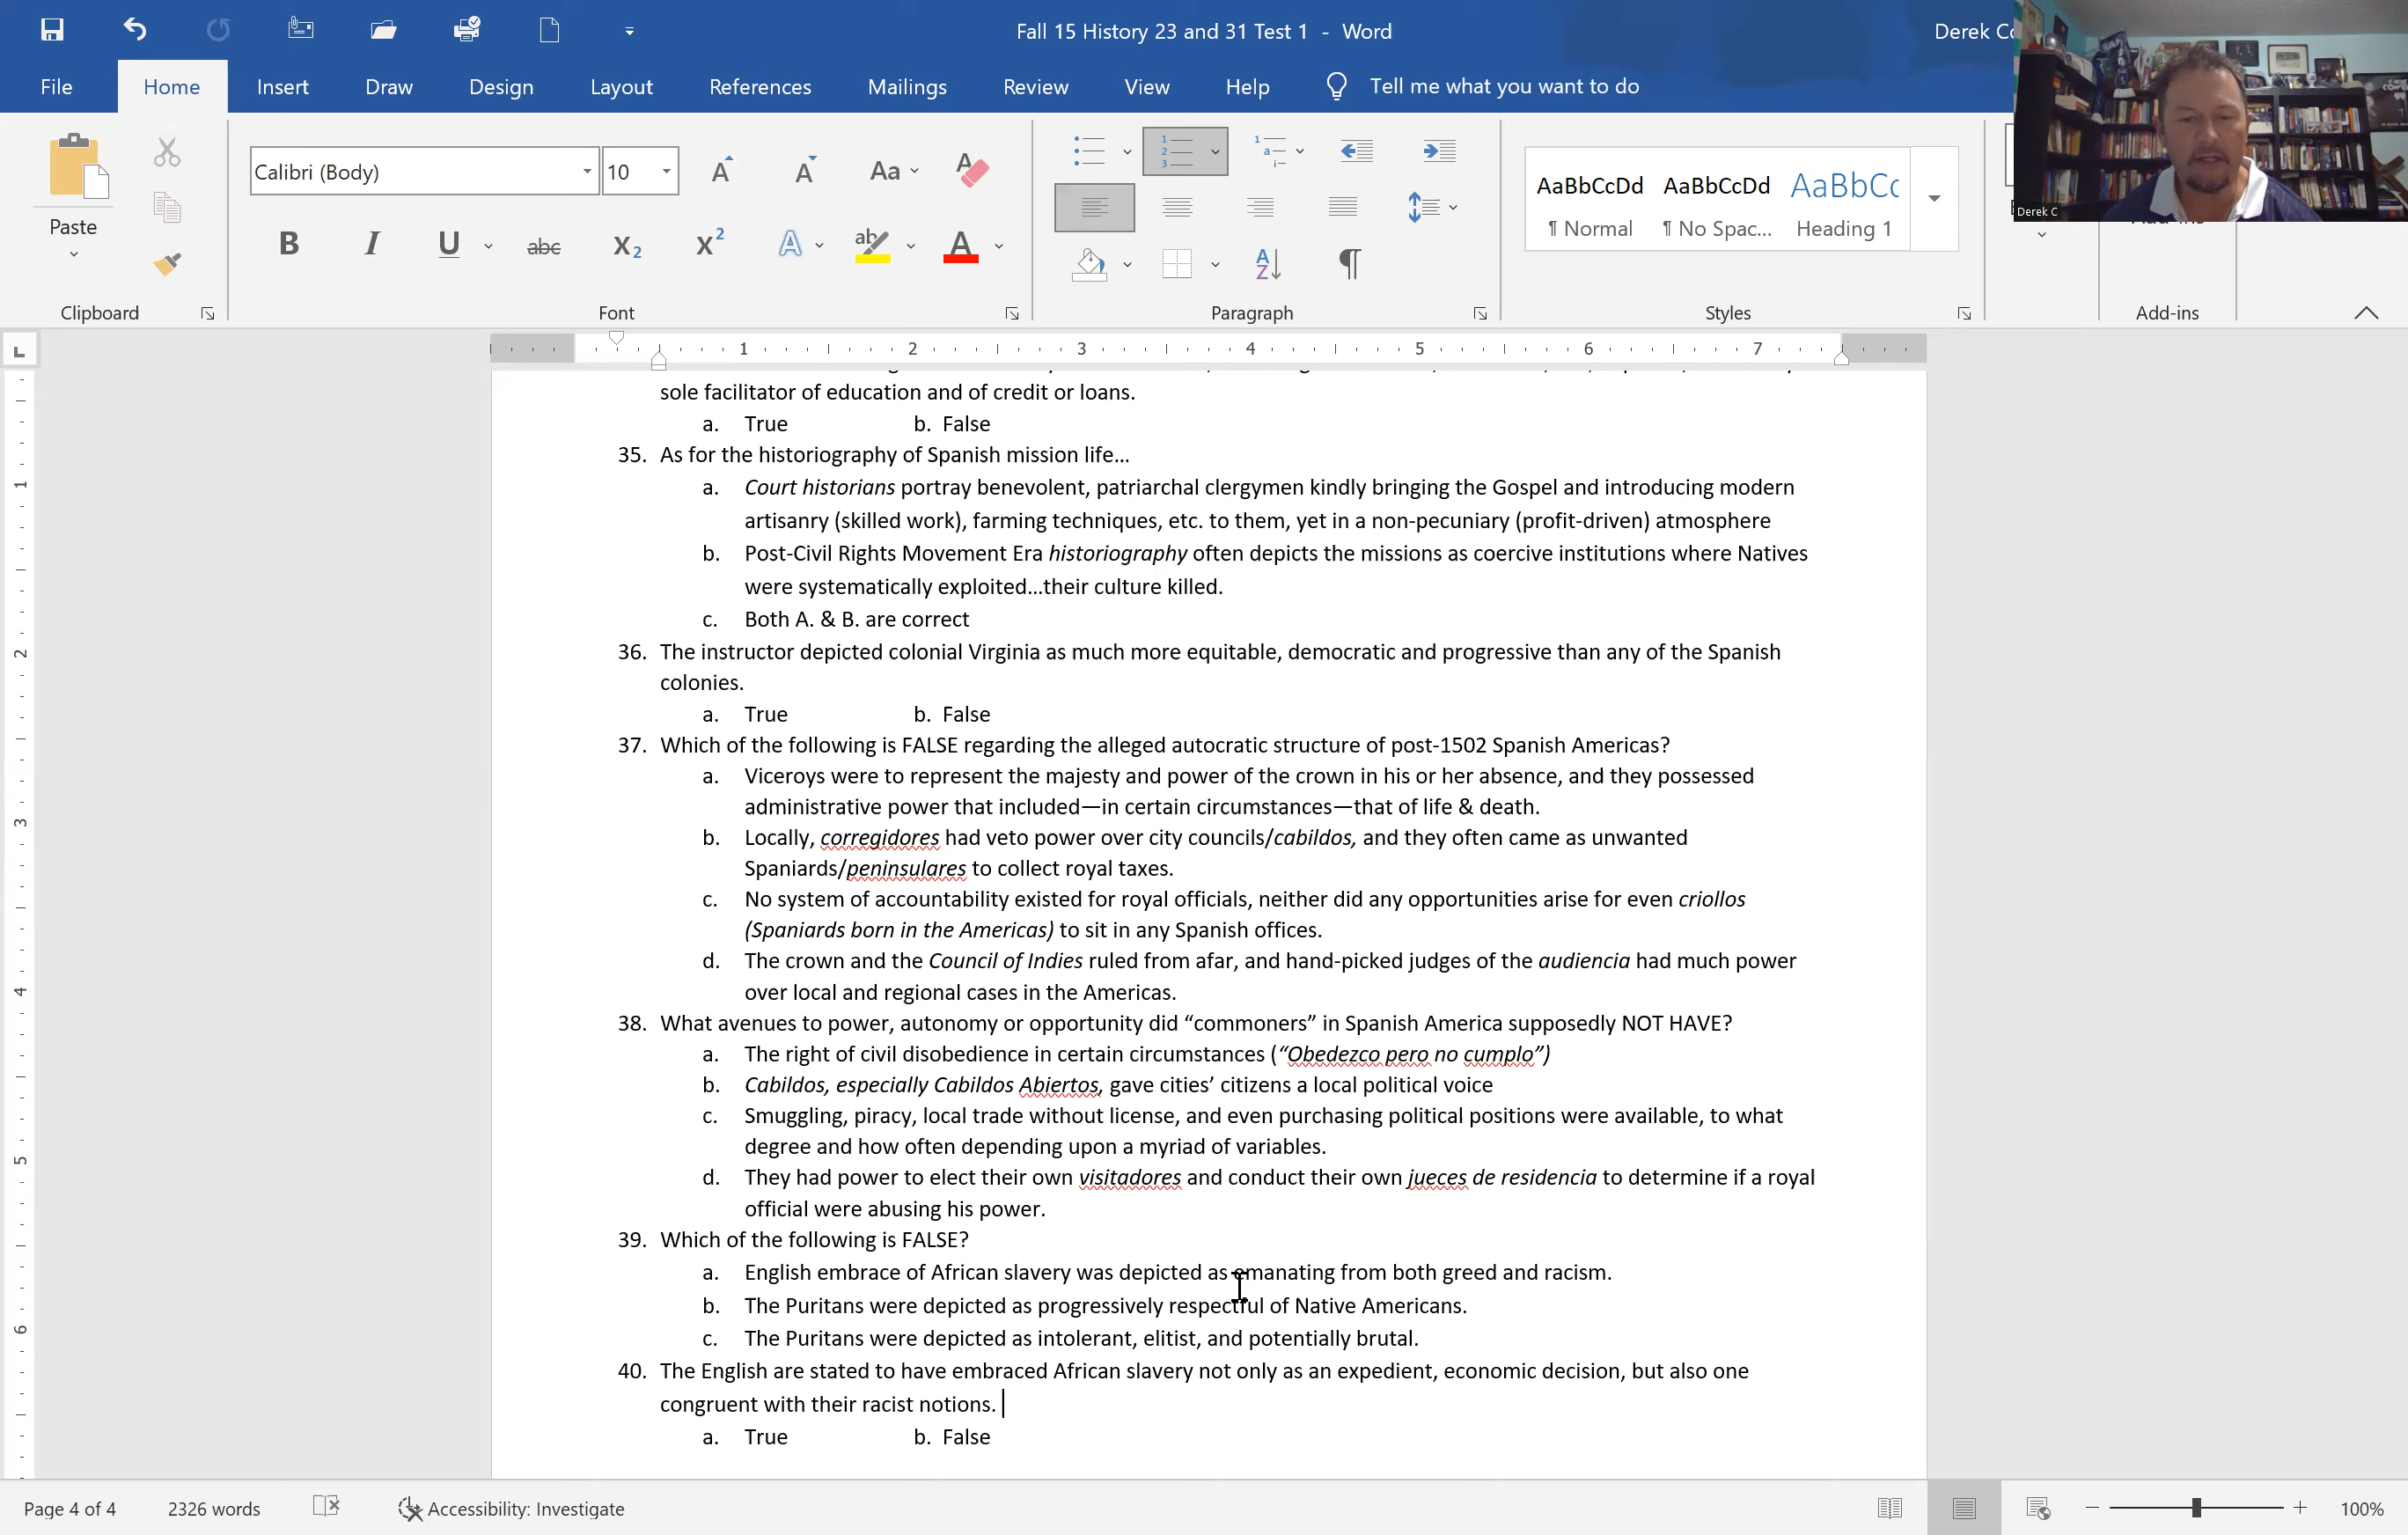 Fall 15 History 23 and 31 Test 1 - Word
Derek Co
File Home Insert Draw Design Layout References Mailings Review View Help Tell me what you want to do
Paste
Clipboard
Calibri (Body) 10
Font
Paragraph
AaBbCcDd AaBbCcDd AaBbCc
¶ Normal ¶ No Spac... Heading 1
Styles
Add-ins
Derek C
1 2 3 4 5 6 7
sole facilitator of education and of credit or loans.
a. True b. False
35. As for the historiography of Spanish mission life…
a. Court historians portray benevolent, patriarchal clergymen kindly bringing the Gospel and introducing modern
artisanry (skilled work), farming techniques, etc. to them, yet in a non-pecuniary (profit-driven) atmosphere
b. Post-Civil Rights Movement Era historiography often depicts the missions as coercive institutions where Natives
were systematically exploited…their culture killed.
c. Both A. & B. are correct
36. The instructor depicted colonial Virginia as much more equitable, democratic and progressive than any of the Spanish
colonies.
a. True b. False
37. Which of the following is FALSE regarding the alleged autocratic structure of post-1502 Spanish Americas?
a. Viceroys were to represent the majesty and power of the crown in his or her absence, and they possessed
administrative power that included—in certain circumstances—that of life & death.
b. Locally, corregidores had veto power over city councils/cabildos, and they often came as unwanted
Spaniards/peninsulares to collect royal taxes.
c. No system of accountability existed for royal officials, neither did any opportunities arise for even criollos
(Spaniards born in the Americas) to sit in any Spanish offices.
d. The crown and the Council of Indies ruled from afar, and hand-picked judges of the audiencia had much power
over local and regional cases in the Americas.
38. What avenues to power, autonomy or opportunity did “commoners” in Spanish America supposedly NOT HAVE?
a. The right of civil disobedience in certain circumstances (“Obedezco pero no cumplo”)
b. Cabildos, especially Cabildos Abiertos, gave cities’ citizens a local political voice
c. Smuggling, piracy, local trade without license, and even purchasing political positions were available, to what
degree and how often depending upon a myriad of variables.
d. They had power to elect their own visitadores and conduct their own jueces de residencia to determine if a royal
official were abusing his power.
39. Which of the following is FALSE?
a. English embrace of African slavery was depicted as emanating from both greed and racism.
b. The Puritans were depicted as progressively respectful of Native Americans.
c. The Puritans were depicted as intolerant, elitist, and potentially brutal.
40. The English are stated to have embraced African slavery not only as an expedient, economic decision, but also one
congruent with their racist notions.
a. True b. False
Page 4 of 4 2326 words Accessibility: Investigate 100%